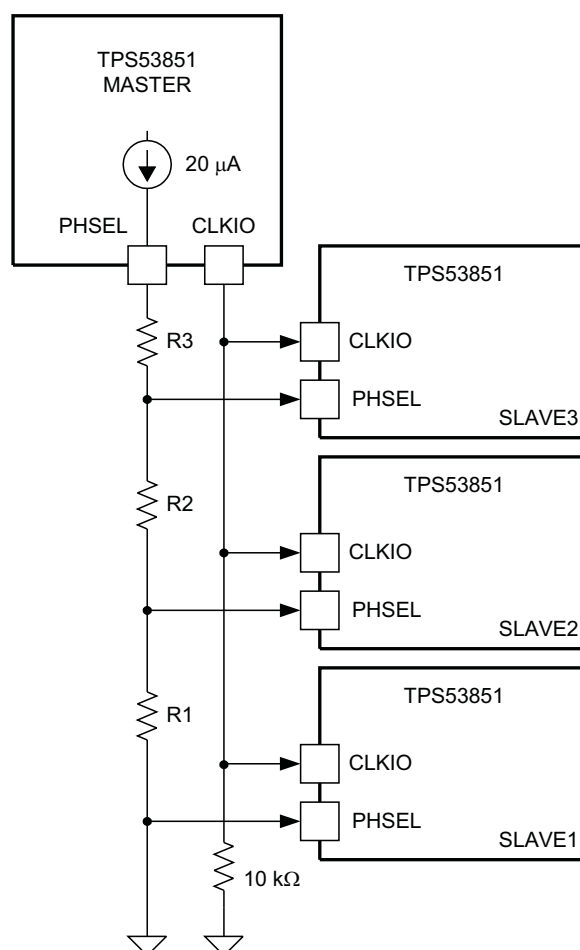 TPS53851
MASTER
20 μA
PHSEL
CLKIO
TPS53851
R3
CLKIO
PHSEL
SLAVE3
TPS53851
R2
CLKIO
PHSEL
SLAVE2
TPS53851
R1
CLKIO
PHSEL
SLAVE1
10 kΩ